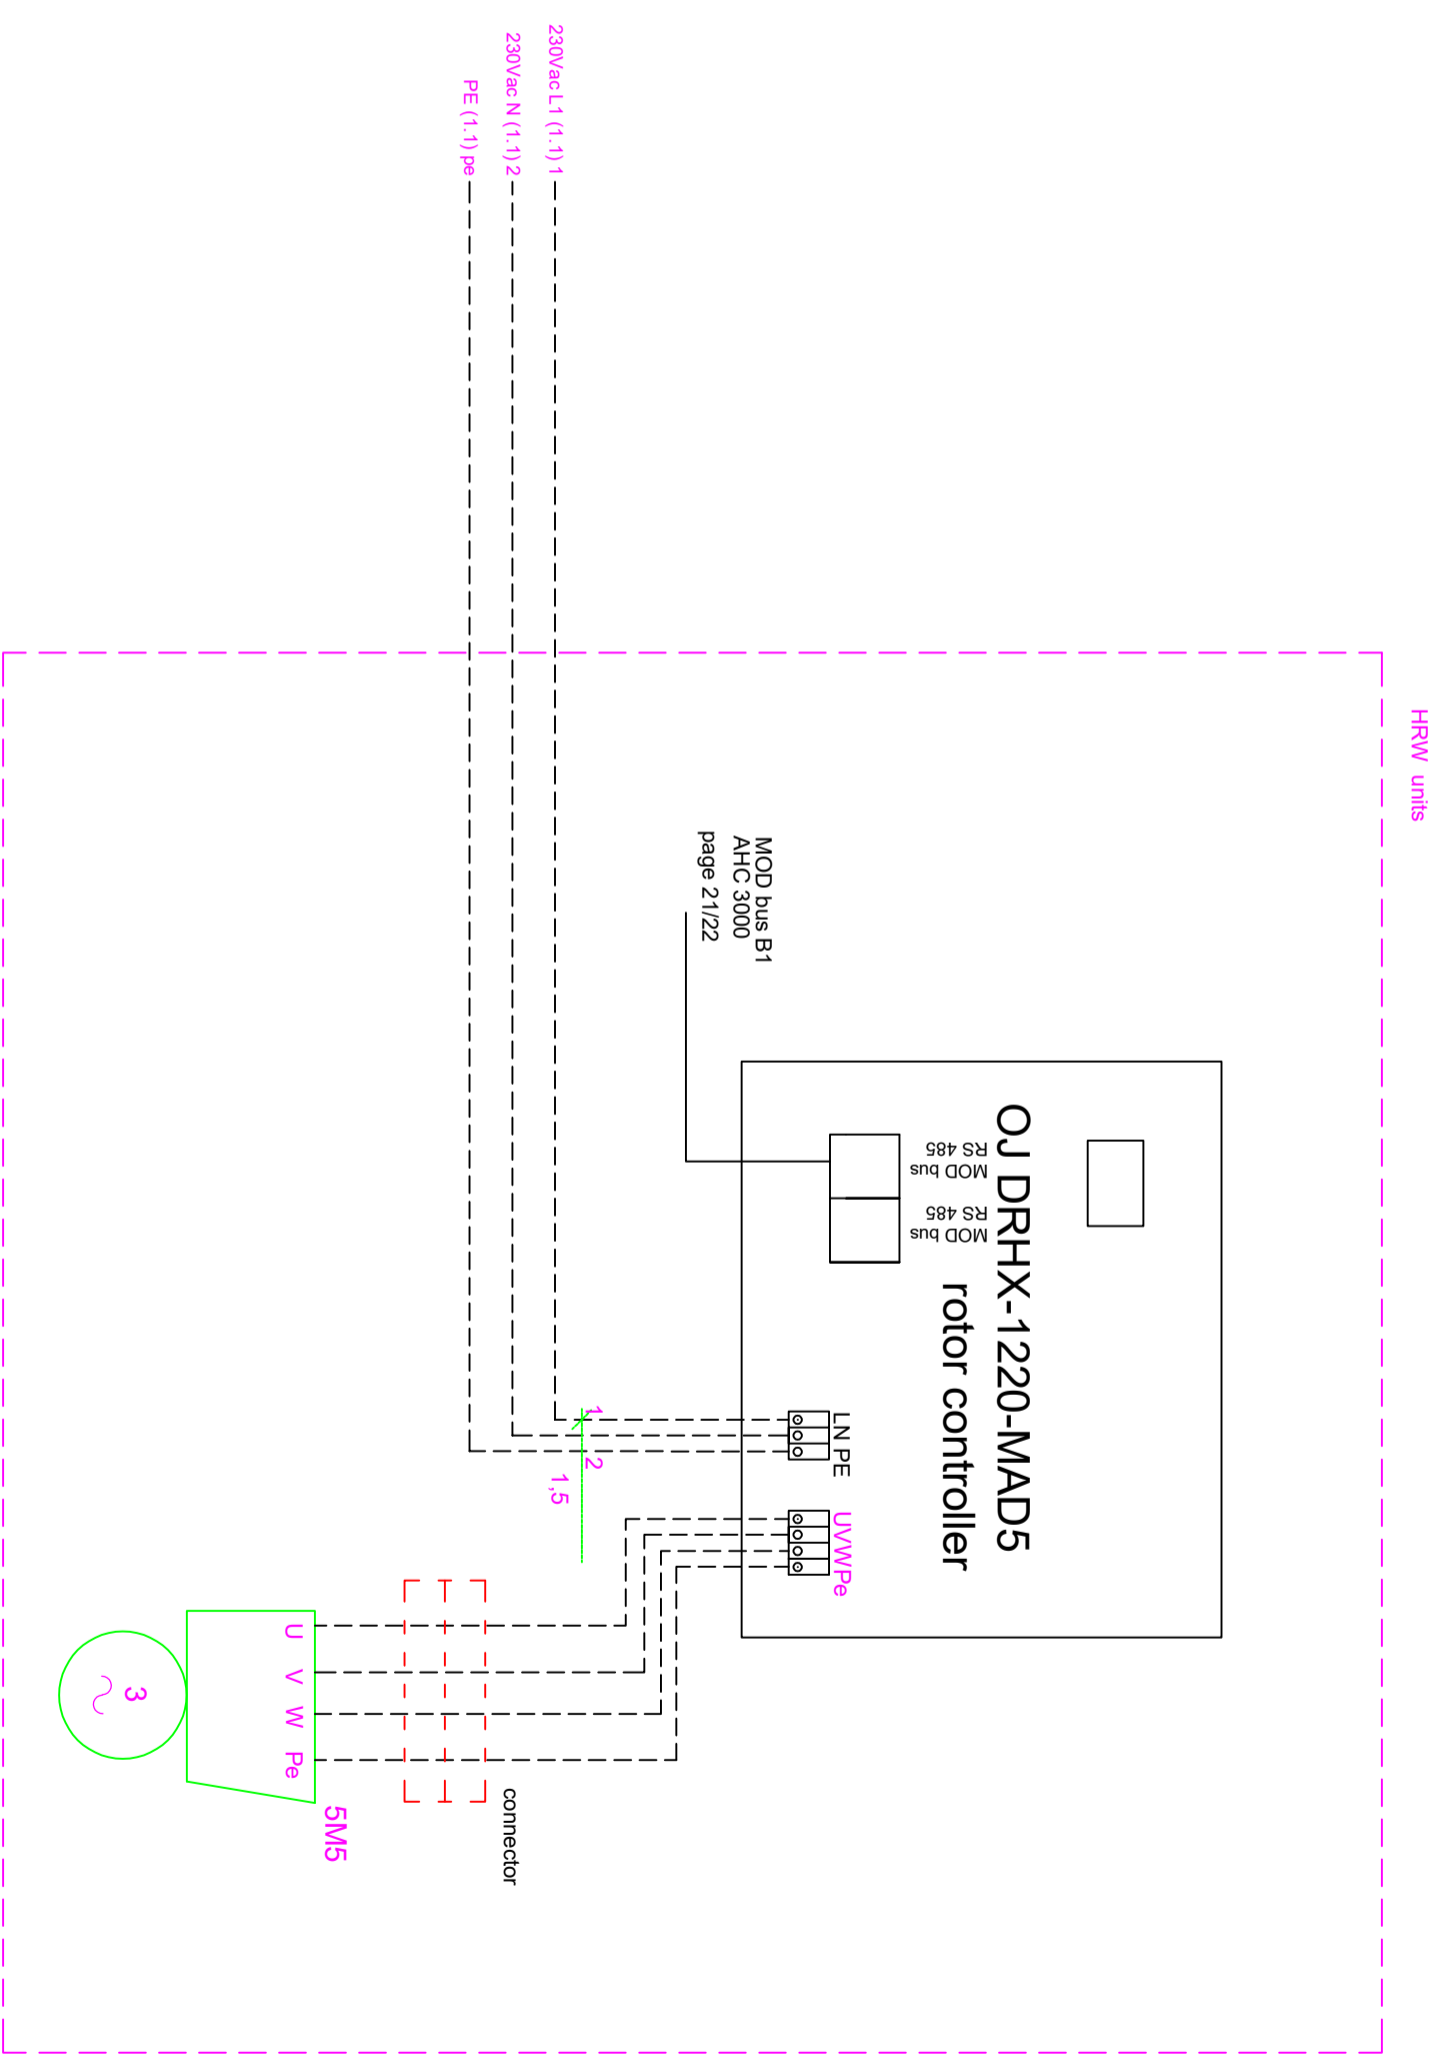 HRW units
OJ DRHX-1220-MAD5
rotor controller
MOD bus
RS 485
MOD bus
RS 485
LN PE
UVWPe
MOD bus B1
AHC 3000
page 21/22
230Vac L1 (1.1) 1
230Vac N (1.1) 2
PE (1.1) pe
1
2
1,5
connector
5M5
U V W Pe
3